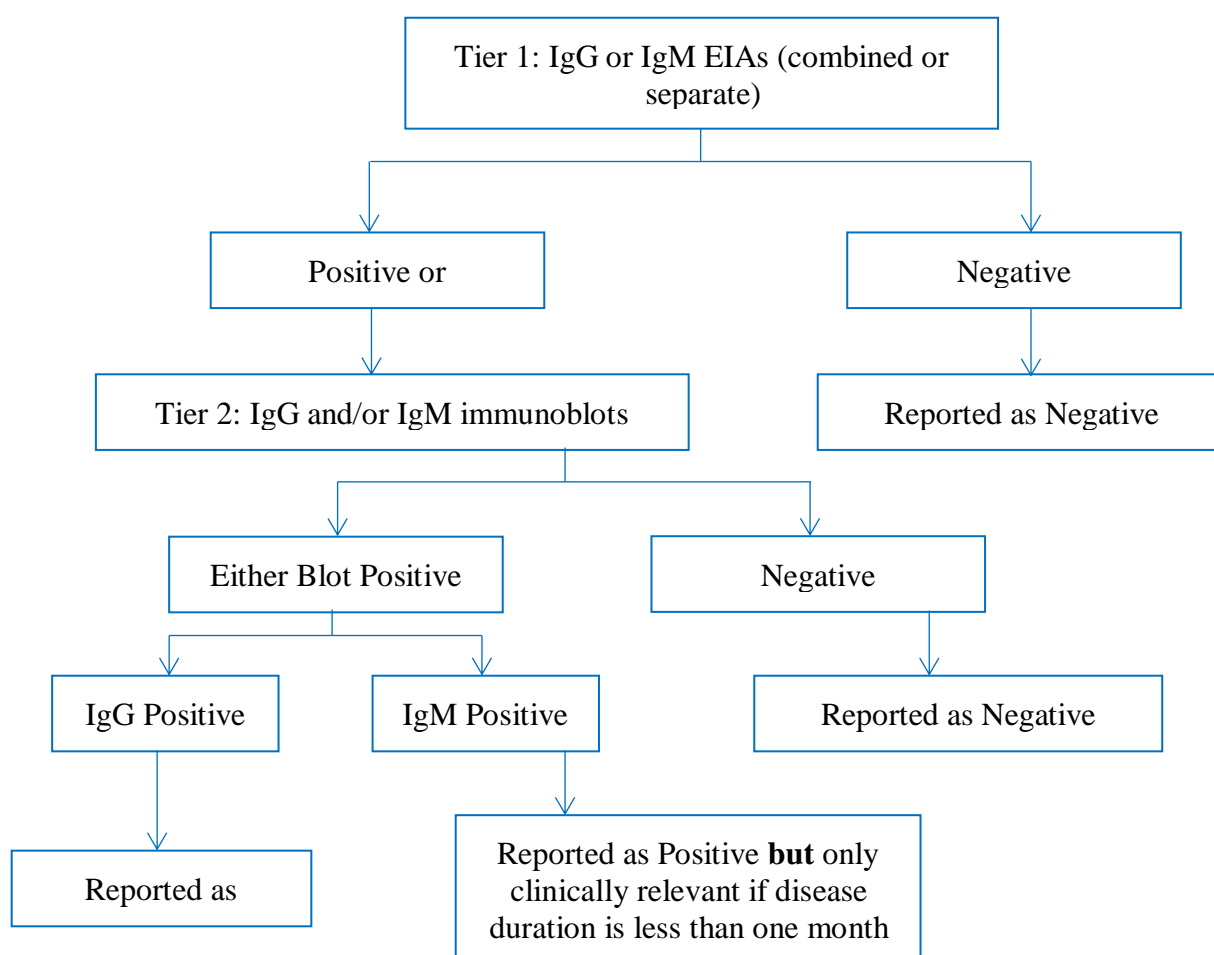 Tier 1: IgG or IgM EIAs (combined or
separate)
Positive or
Negative
Tier 2: IgG and/or IgM immunoblots
Reported as Negative
Either Blot Positive
Negative
IgG Positive
IgM Positive
Reported as Negative
Reported as
Reported as Positive but only
clinically relevant if disease
duration is less than one month